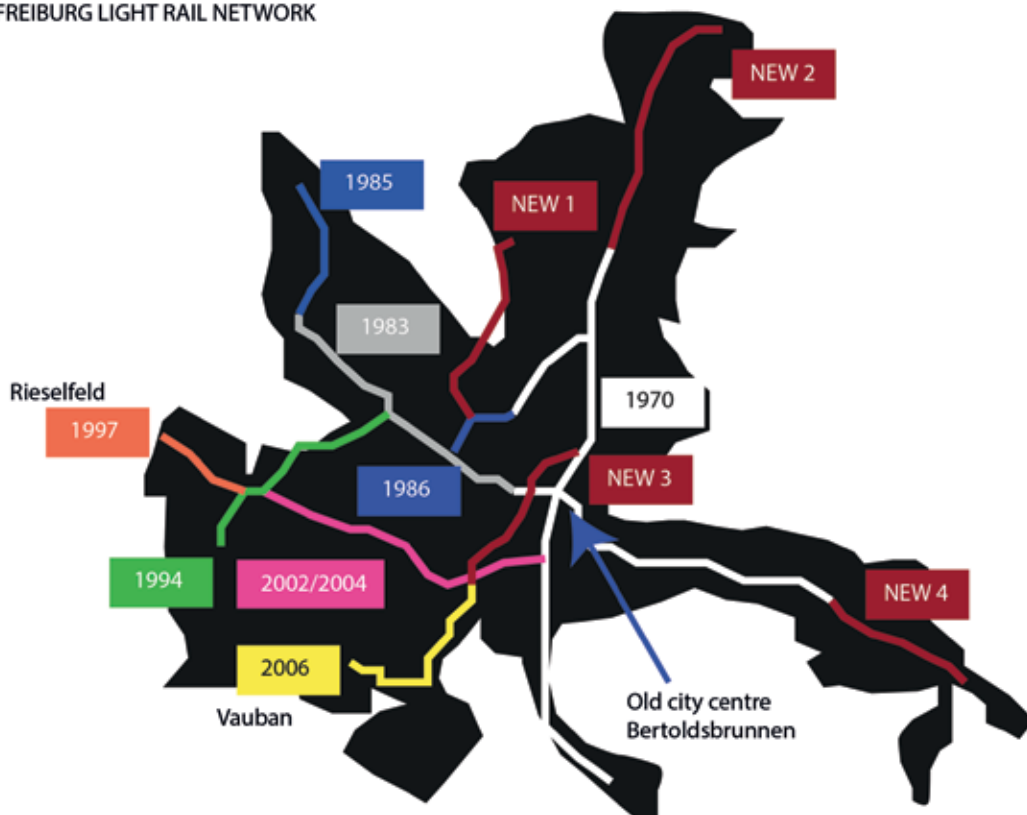 FREIBURG LIGHT RAIL NETWORK
NEW 2
1985
NEW 1
1983
Rieselfeld
1997
1970
1986
NEW 3
1994
2002/2004
NEW 4
2006
Vauban
Old city centre
Bertoldsbrunnen